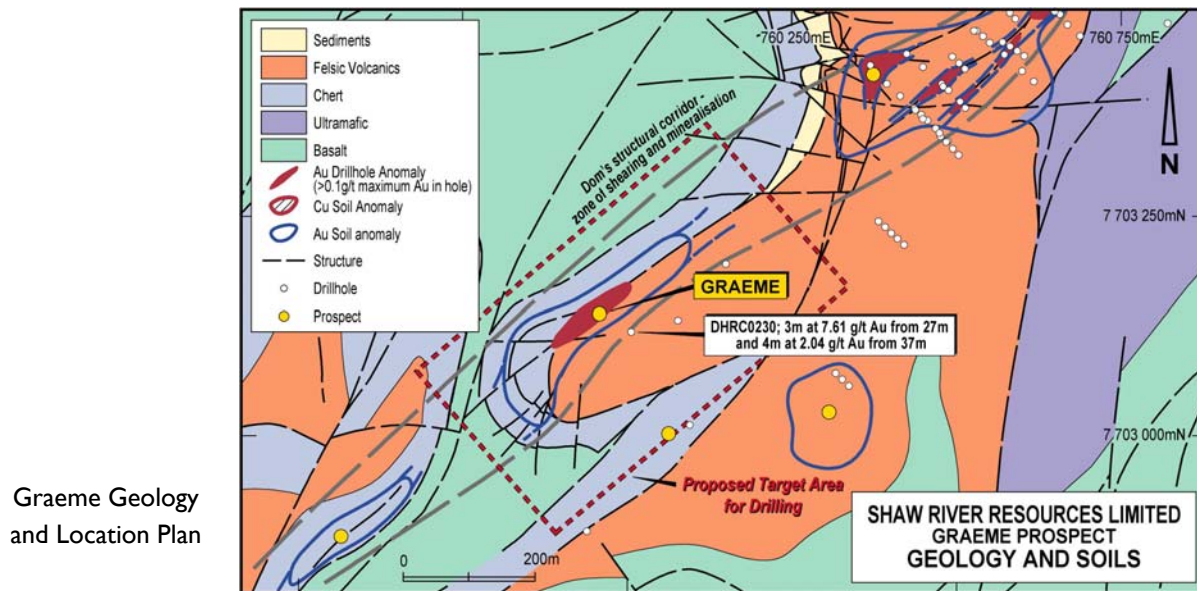 Graeme Geology
and Location Plan
Sediments
Felsic Volcanics
Chert
Ultramafic
Basalt
Au Drillhole Anomaly
(>0.1g/t maximum Au in hole)
Cu Soil Anomaly
Au Soil anomaly
Structure
Drillhole
Prospect
760 250mE
760 750mE
N
Dom's structural corridor -
zone of shearing and mineralisation
7 703 250mN
GRAEME
DHRC0230; 3m at 7.61 g/t Au from 27m
and 4m at 2.04 g/t Au from 37m
7 703 000mN
Proposed Target Area
for Drilling
0
200m
SHAW RIVER RESOURCES LIMITED
GRAEME PROSPECT
GEOLOGY AND SOILS